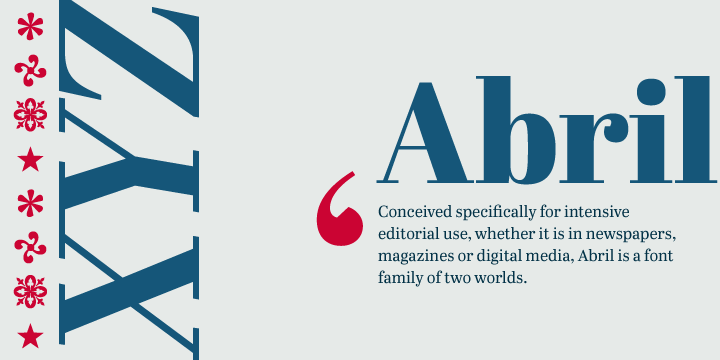 XYZ
Abril
‘
Conceived specifically for intensive
editorial use, whether it is in newspapers,
magazines or digital media, Abril is a font
family of two worlds.